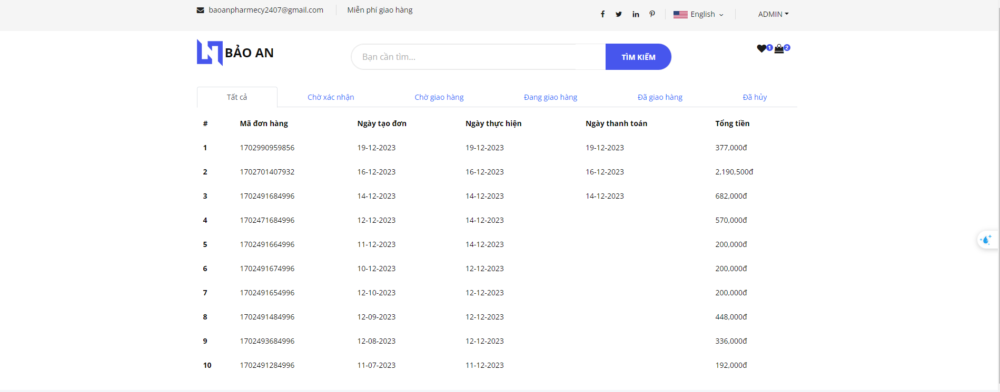 baoanpharmecy2407@gmail.com Miễn phí giao hàng English ADMIN
BẢO AN Bạn cần tìm... TÌM KIẾM 1 2
Tất cả Chờ xác nhận Chờ giao hàng Đang giao hàng Đã giao hàng Đã hủy
# Mã đơn hàng Ngày tạo đơn Ngày thực hiện Ngày thanh toán Tổng tiền
1 1702990959856 19-12-2023 19-12-2023 19-12-2023 377,000đ
2 1702701407932 16-12-2023 16-12-2023 16-12-2023 2,190,500đ
3 1702491684996 14-12-2023 14-12-2023 14-12-2023 682,000đ
4 1702471684996 12-12-2023 14-12-2023 570,000đ
5 1702491664996 11-12-2023 14-12-2023 200,000đ
6 1702491674996 10-12-2023 12-12-2023 200,000đ
7 1702491654996 12-10-2023 12-12-2023 200,000đ
8 1702491484996 12-09-2023 12-12-2023 448,000đ
9 1702493684996 12-08-2023 12-12-2023 336,000đ
10 1702491284996 11-07-2023 11-12-2023 192,000đ